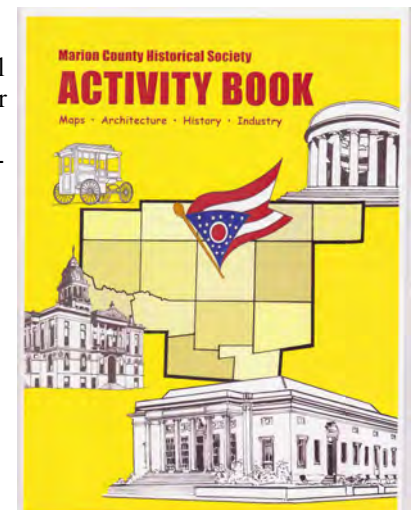 l
r
-
Marion County Historical Society
ACTIVITY BOOK
Maps • Architecture • History • Industry